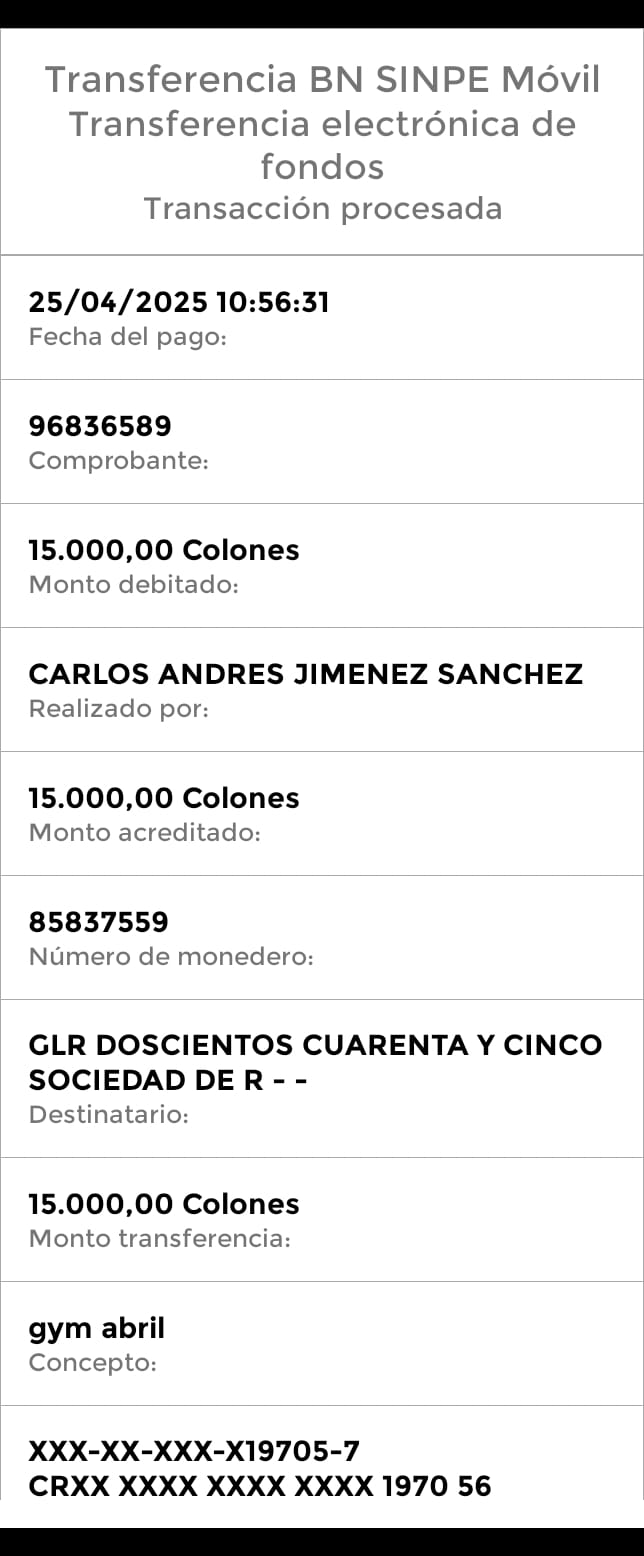 Transferencia BN SINPE Móvil
Transferencia electrónica de
fondos
Transacción procesada
25/04/2025 10:56:31
Fecha del pago:
96836589
Comprobante:
15.000,00 Colones
Monto debitado:
CARLOS ANDRES JIMENEZ SANCHEZ
Realizado por:
15.000,00 Colones
Monto acreditado:
85837559
Número de monedero:
GLR DOSCIENTOS CUARENTA Y CINCO
SOCIEDAD DE R - -
Destinatario:
15.000,00 Colones
Monto transferencia:
gym abril
Concepto:
XXX-XX-XXX-X19705-7
CRXX XXXX XXXX XXXX 1970 56